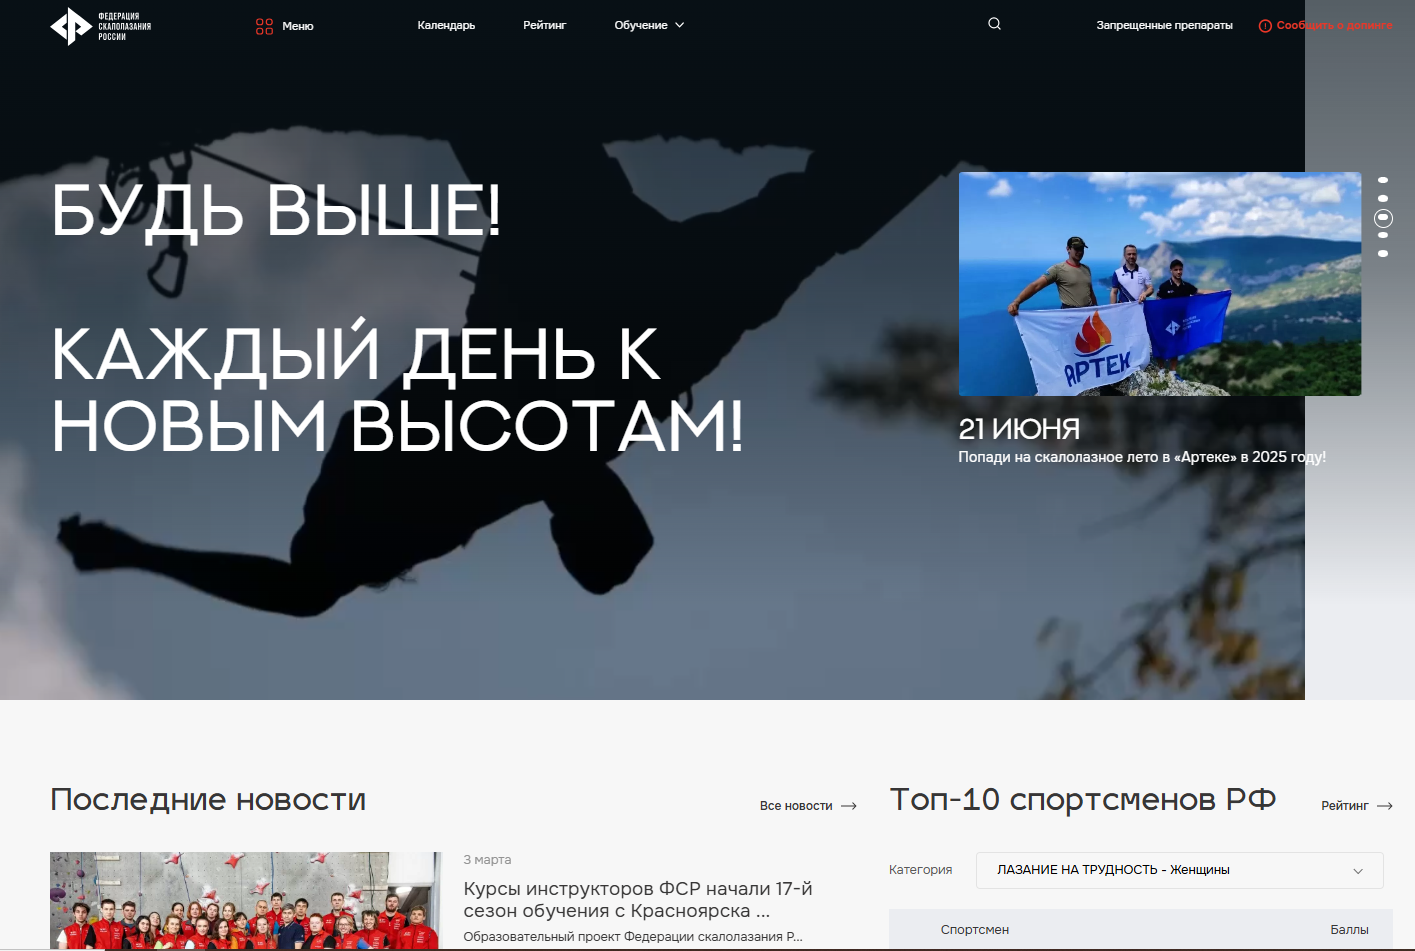 ФЕДЕРАЦИЯ
СКАЛОЛАЗАНИЯ
РОССИИ
Меню
Календарь
Рейтинг
Обучение
Запрещенные препараты
Сообщить о допинге
БУДЬ ВЫШЕ!
КАЖДЫЙ ДЕНЬ К
НОВЫМ ВЫСОТАМ!
АРТЕК
21 ИЮНЯ
Попади на скалолазное лето в «Артеке» в 2025 году!
Последние новости
Все новости
3 марта
Курсы инструкторов ФСР начали 17-й
сезон обучения с Красноярска ...
Образовательный проект Федерации скалолазания Р...
Топ-10 спортсменов РФ
Рейтинг
Категория
ЛАЗАНИЕ НА ТРУДНОСТЬ - Женщины
Спортсмен
Баллы